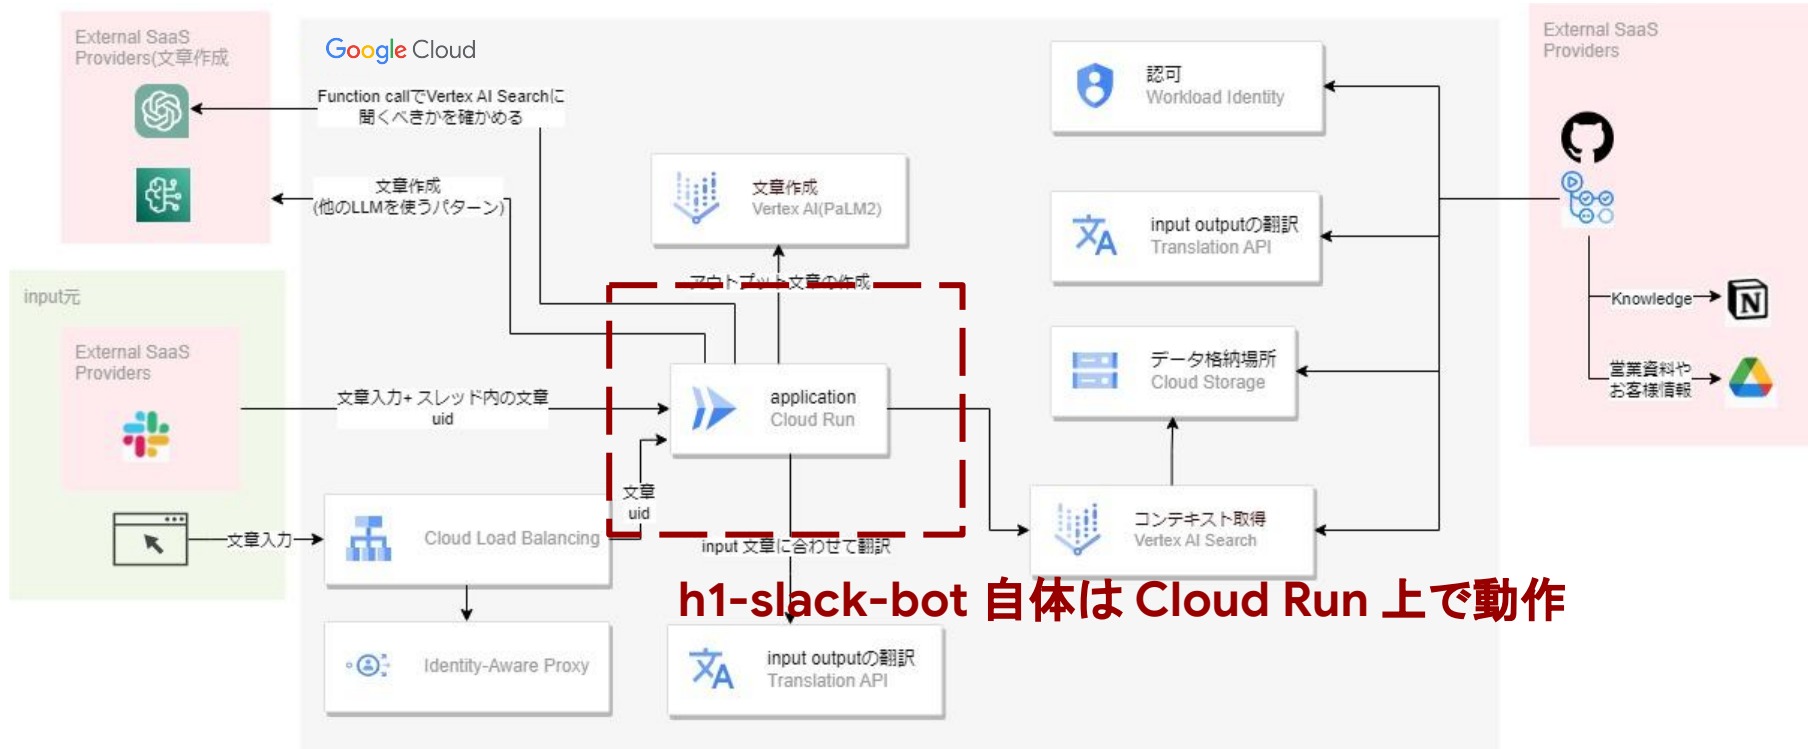 External SaaS
Providers(文章作成
Google Cloud
Function callでVertex AI Searchに
聞くべきかを確かめる
文章作成
(他のLLMを使うパターン)
文章作成
Vertex AI(PaLM2)
アウトプット文章の作成
認可
Workload Identity
input outputの翻訳
Translation API
データ格納場所
Cloud Storage
External SaaS
Providers
Knowledge
営業資料や
お客様情報
input元
External SaaS
Providers
文章入力+ スレッド内の文章
uid
application
Cloud Run
文章
uid
文章入力
Cloud Load Balancing
コンテキスト取得
Vertex AI Search
input 文章に合わせて翻訳
h1-slack-bot 自体は Cloud Run 上で動作
Identity-Aware Proxy
input outputの翻訳
Translation API